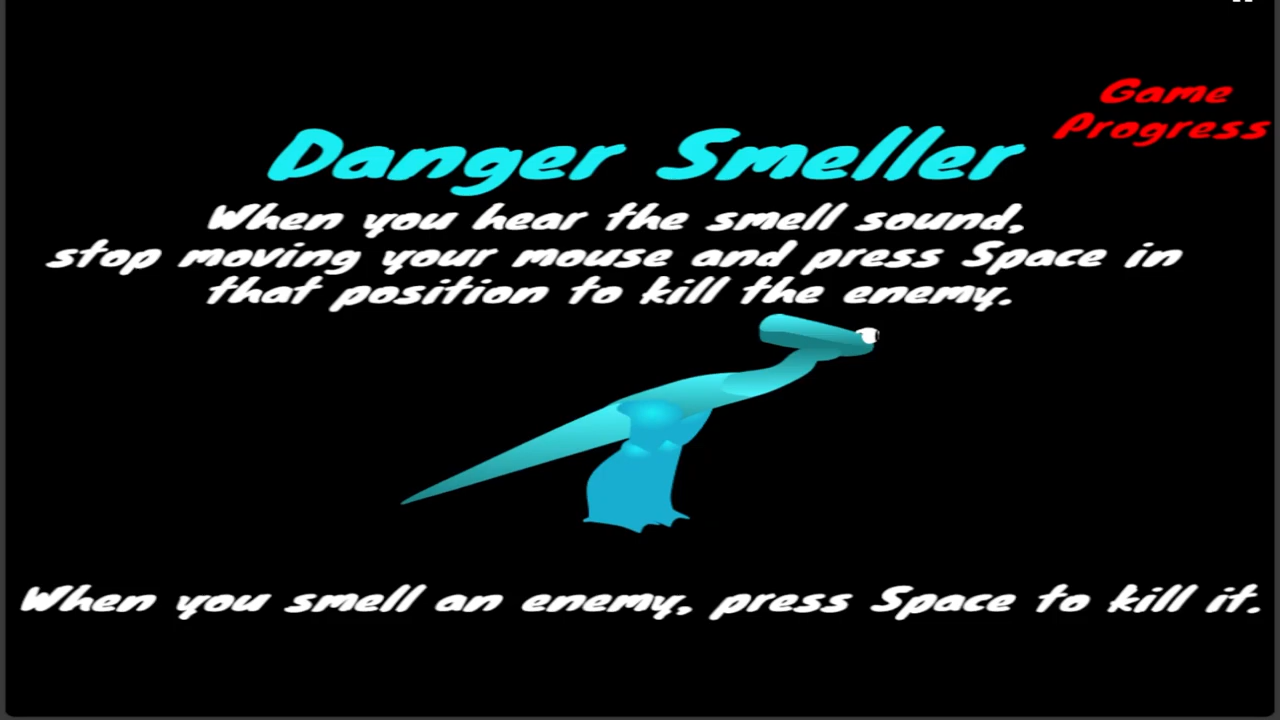 Game
Progress
Danger Smeller
When you hear the smell sound,
stop moving your mouse and press Space in
that position to kill the enemy.
When you smell an enemy, press Space to kill it.